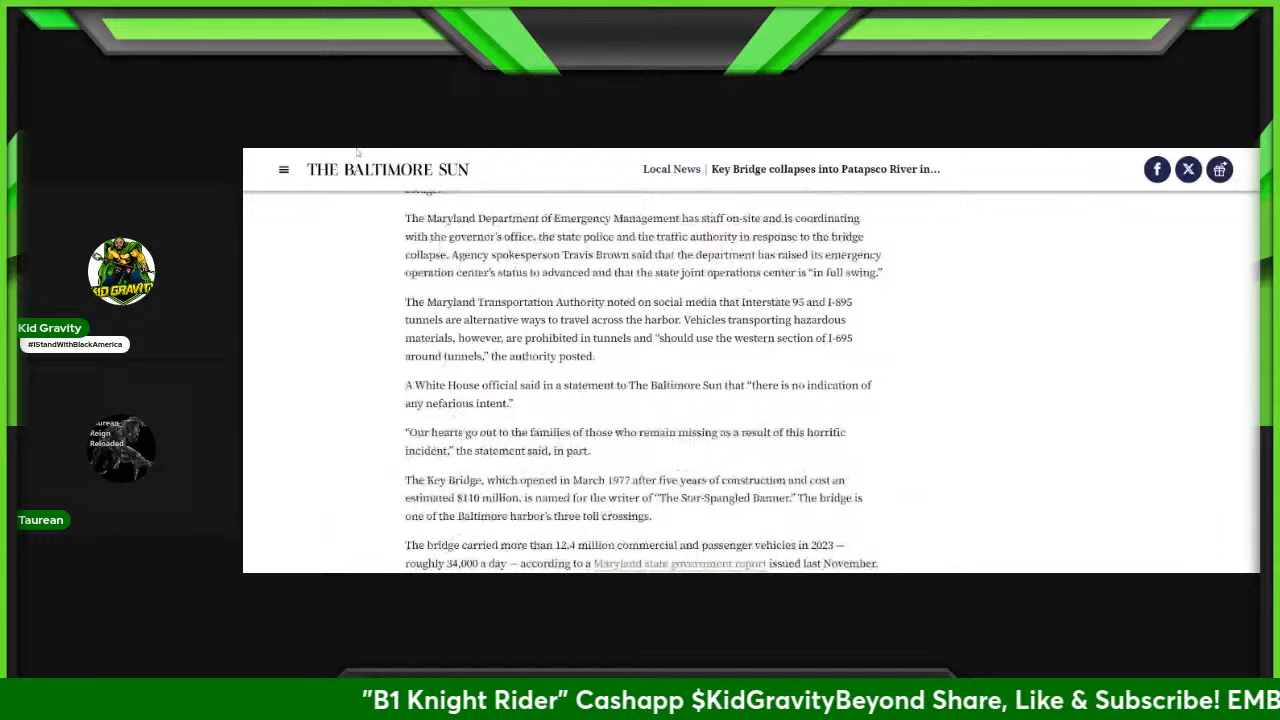 THE BALTIMORE SUN
Local News | Key Bridge collapses into Patapsco River in...
The Maryland Department of Emergency Management has staff on-site and is coordinating
with the governor's office, the state police and the traffic authority in response to the bridge
collapse. Agency spokesperson Travis Brown said that the department has raised its emergency
operation center's status to advanced and that the state joint operations center is “in full swing.”
The Maryland Transportation Authority noted on social media that Interstate 95 and I-895
tunnels are alternative ways to travel across the harbor. Vehicles transporting hazardous
materials, however, are prohibited in tunnels and “should use the western section of I-695
around tunnels,” the authority posted.
A White House official said in a statement to The Baltimore Sun that “there is no indication of
any nefarious intent.”
“Our hearts go out to the families of those who remain missing as a result of this horrific
incident,” the statement said, in part.
The Key Bridge, which opened in March 1977 after five years of construction and cost an
estimated $110 million, is named for the writer of “The Star-Spangled Banner.” The bridge is
one of the Baltimore harbor's three toll crossings.
The bridge carried more than 12.4 million commercial and passenger vehicles in 2023 —
roughly 34,000 a day — according to a Maryland state government report issued last November.
KID GRAVITY
Kid Gravity
#IStandWithBlackAmerica
Reign
Reloaded
Taurean
"B1 Knight Rider" Cashapp $KidGravityBeyond Share, Like & Subscribe! EMB